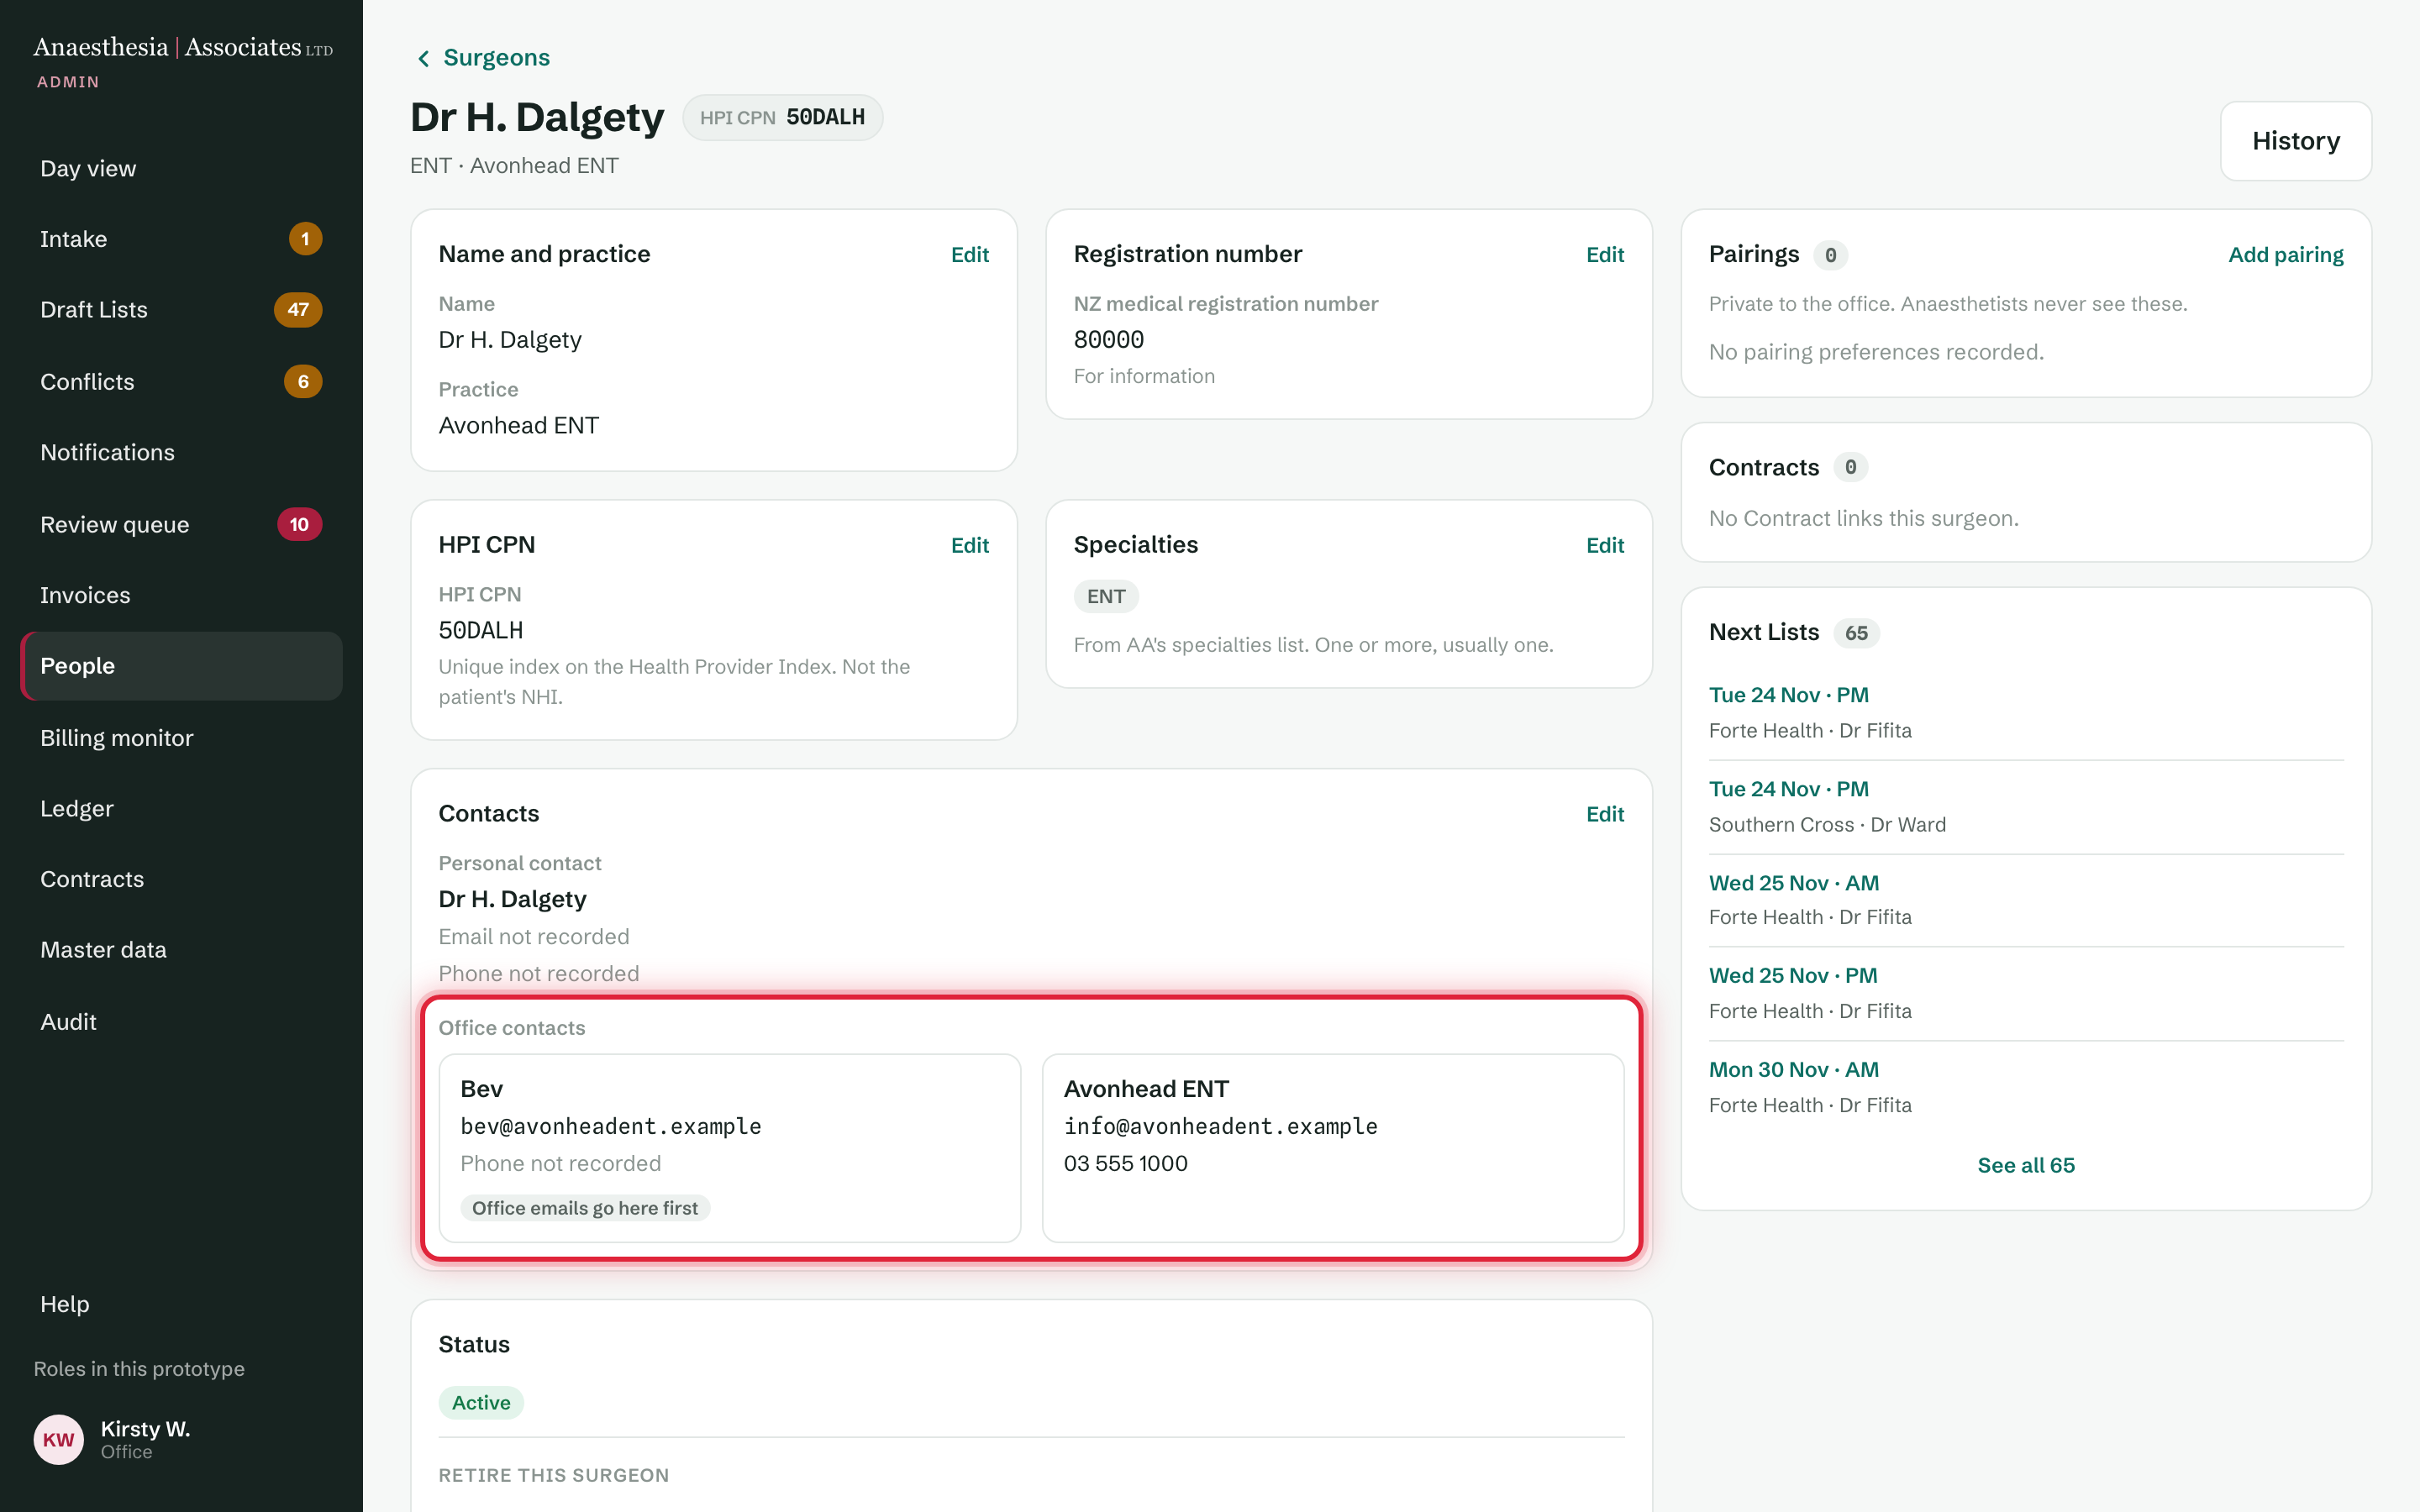 Anaesthesia | Associates LTD
ADMIN
Day view
Intake 1
Draft Lists 47
Conflicts 6
Notifications
Review queue 10
Invoices
People
Billing monitor
Ledger
Contracts
Master data
Audit
Help
Roles in this prototype
KW
Kirsty W.
Office
Surgeons
Dr H. Dalgety HPI CPN 50DALH
ENT · Avonhead ENT
History
Name and practice Edit
Name
Dr H. Dalgety
Practice
Avonhead ENT
Registration number Edit
NZ medical registration number
80000
For information
HPI CPN Edit
HPI CPN
50DALH
Unique index on the Health Provider Index. Not the
patient's NHI.
Specialties Edit
ENT
From AA's specialties list. One or more, usually one.
Contacts Edit
Personal contact
Dr H. Dalgety
Email not recorded
Phone not recorded
Office contacts
Bev
bev@avonheadent.example
Phone not recorded
Office emails go here first
Avonhead ENT
info@avonheadent.example
03 555 1000
Status
Active
RETIRE THIS SURGEON
Pairings 0 Add pairing
Private to the office. Anaesthetists never see these.
No pairing preferences recorded.
Contracts 0
No Contract links this surgeon.
Next Lists 65
Tue 24 Nov · PM
Forte Health · Dr Fifita
Tue 24 Nov · PM
Southern Cross · Dr Ward
Wed 25 Nov · AM
Forte Health · Dr Fifita
Wed 25 Nov · PM
Forte Health · Dr Fifita
Mon 30 Nov · AM
Forte Health · Dr Fifita
See all 65